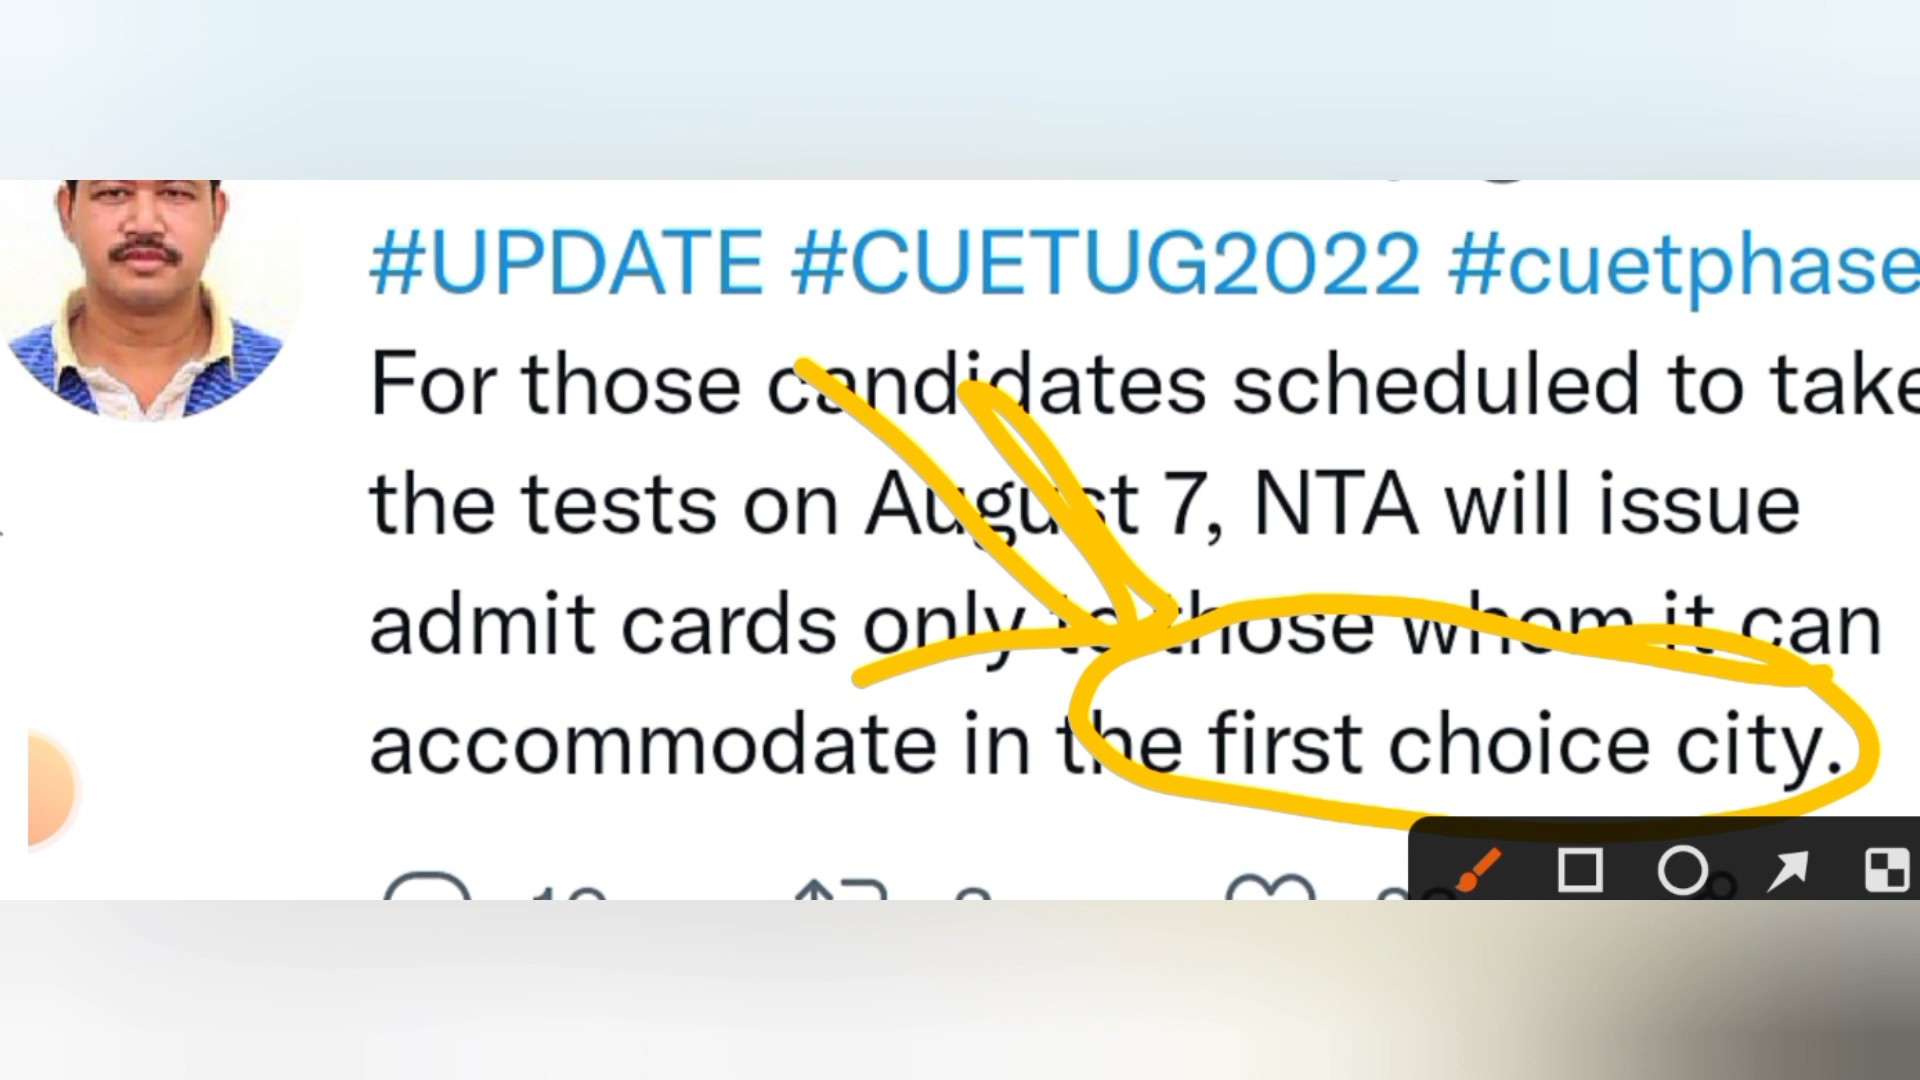 #UPDATE #CUETUG2022 #cuetphase
For those candidates scheduled to take
the tests on August 7, NTA will issue
admit cards only to those whom it can
accommodate in the first choice city.